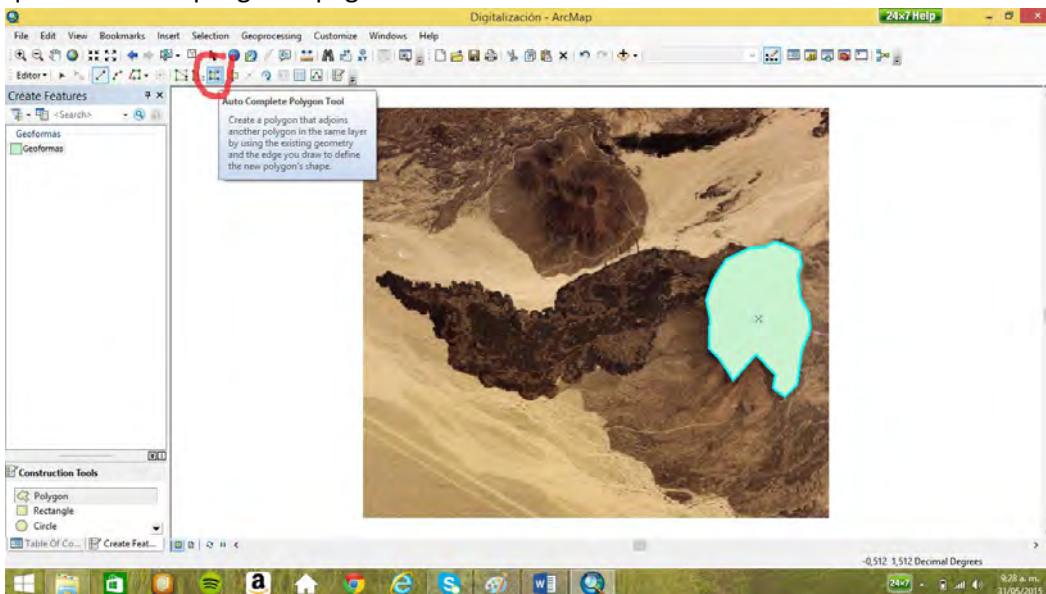 Digitalización - ArcMap
24x7 Help
File Edit View Bookmarks Insert Selection Geoprocessing Customize Windows Help
Editor
Create Features
<Search>
Geoformas
Geoformas
Auto Complete Polygon Tool
Create a polygon that adjoins
another polygon in the same layer
by using the existing geometry
and the edge you draw to define
the new polygon's shape.
Construction Tools
Polygon
Rectangle
Circle
Table Of Co...
Create Feat...
-0,512 1,512 Decimal Degrees
24x7
9:28 a. m.
31/05/2015